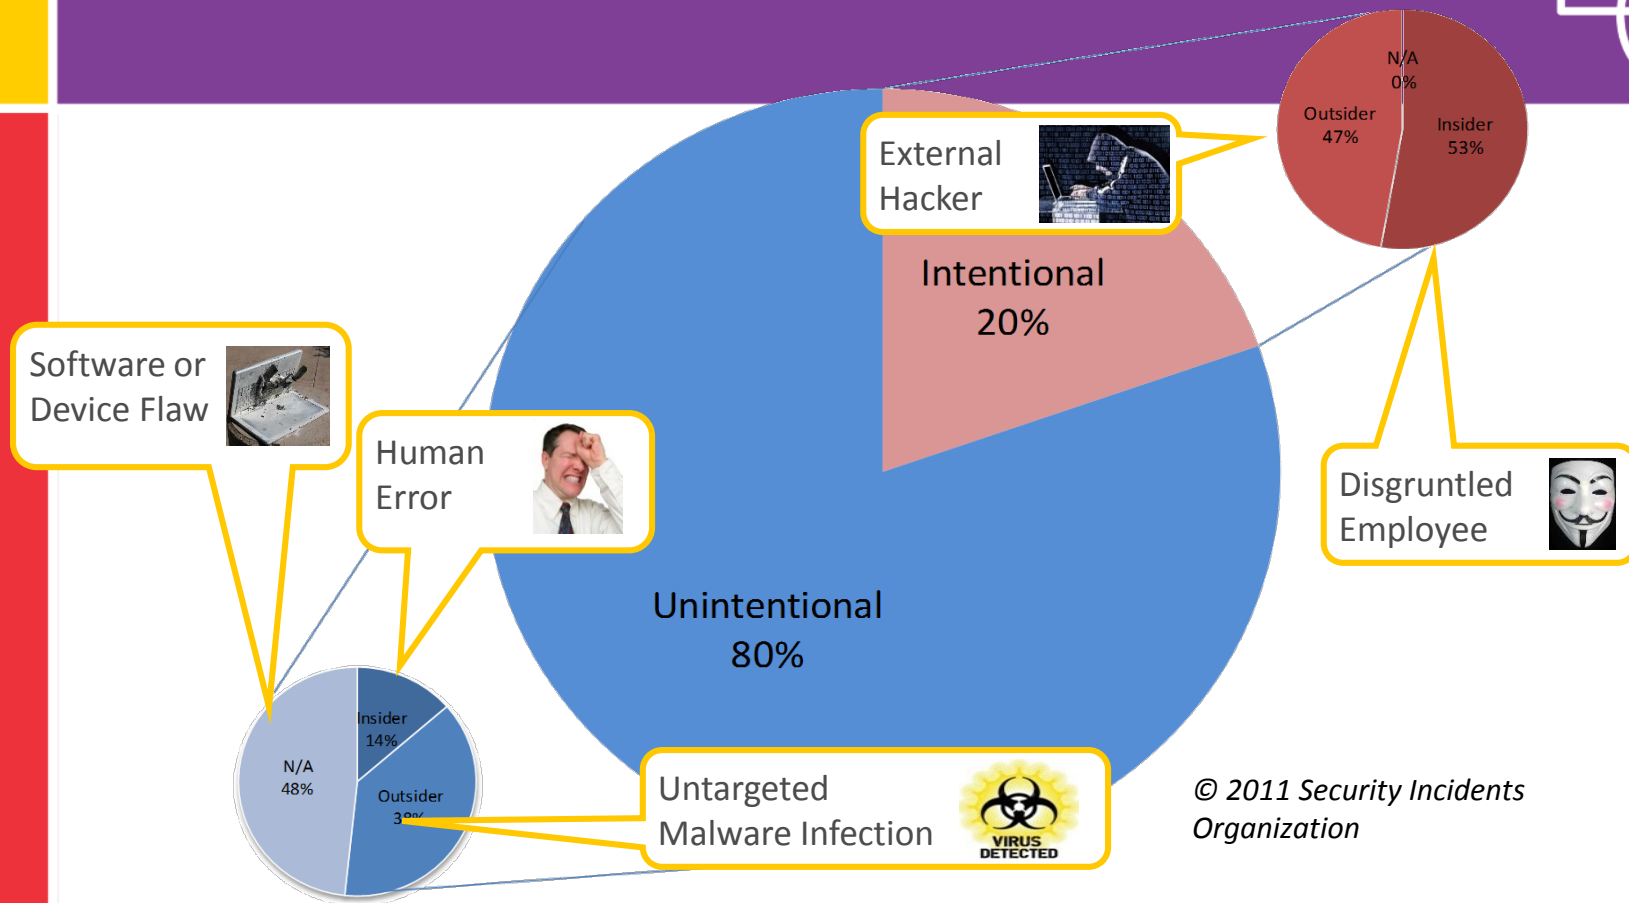 N/A
0%
Outsider
47%
Insider
53%
External
Hacker
Intentional
20%
Software or
Device Flaw
Human
Error
Disgruntled
Employee
Unintentional
80%
Insider
14%
N/A
48%
Outsider
38%
Untargeted
Malware Infection
VIRUS
DETECTED
© 2011 Security Incidents
Organization